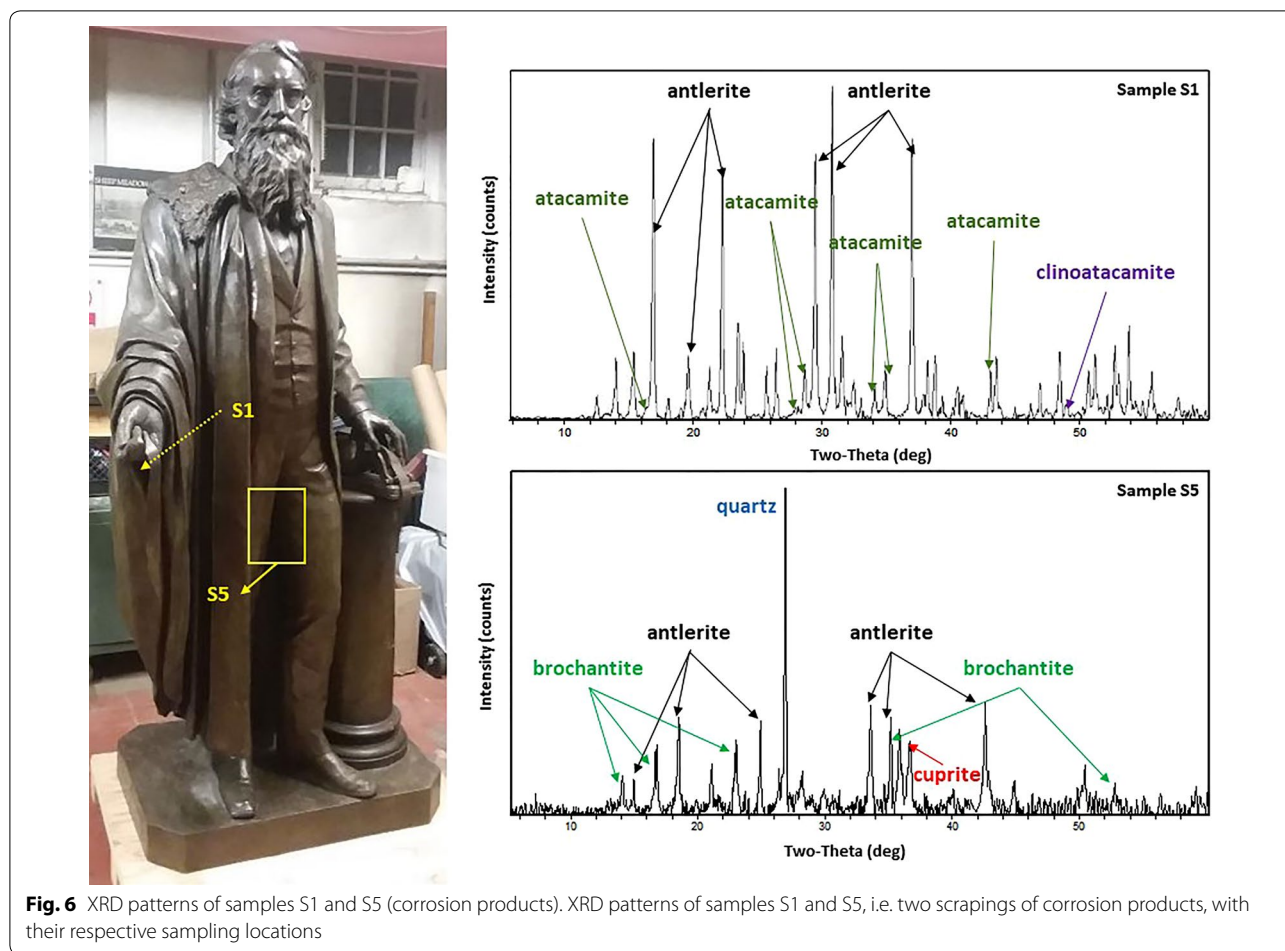 SHEEP MEADOW
S1
S5
Sample S1
antlerite
antlerite
atacamite
atacamite
atacamite
atacamite
clinoatacamite
Intensity (counts)
10
20
30
40
50
Two-Theta (deg)
Sample S5
quartz
antlerite
antlerite
brochantite
brochantite
cuprite
Intensity (counts)
10
20
30
40
50
Two-Theta (deg)
Fig. 6 XRD patterns of samples S1 and S5 (corrosion products). XRD patterns of samples S1 and S5, i.e. two scrapings of corrosion products, with
their respective sampling locations